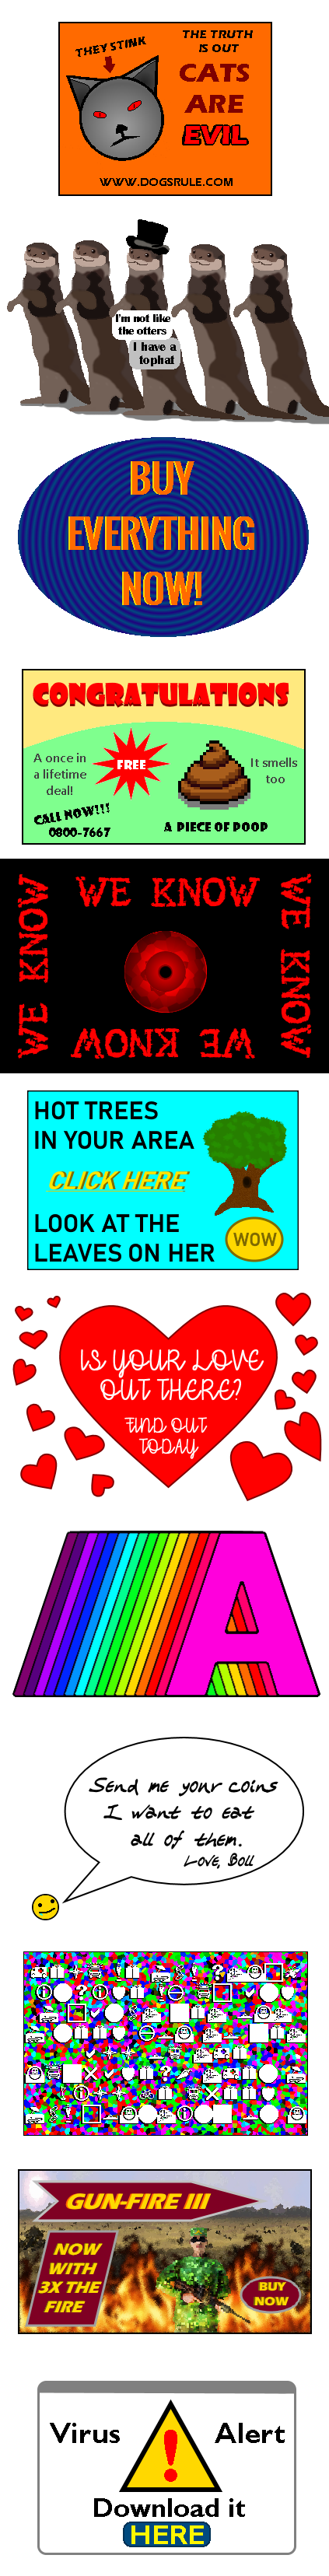 THEY STINK
THE TRUTH
IS OUT
CATS
ARE
EVIL
WWW.DOGSRULE.COM
I'm not like
the otters
I have a
tophat
BUY
EVERYTHING
NOW!
CONGRATULATIONS
A once in
a lifetime
deal!
FREE
It smells
too
CALL NOW!!!
0800-7667
A PIECE OF POOP
WE KNOW
WE KNOW
WE KNOW
WE KNOW
HOT TREES
IN YOUR AREA
CLICK HERE
LOOK AT THE
LEAVES ON HER
WOW
IS YOUR LOVE
OUT THERE?
FIND OUT
TODAY
A
Send me your coins
I want to eat
all of them.
Love, Boll
GUN-FIRE III
NOW
WITH
3X THE
FIRE
BUY
NOW
Virus
Alert
!
Download it
HERE